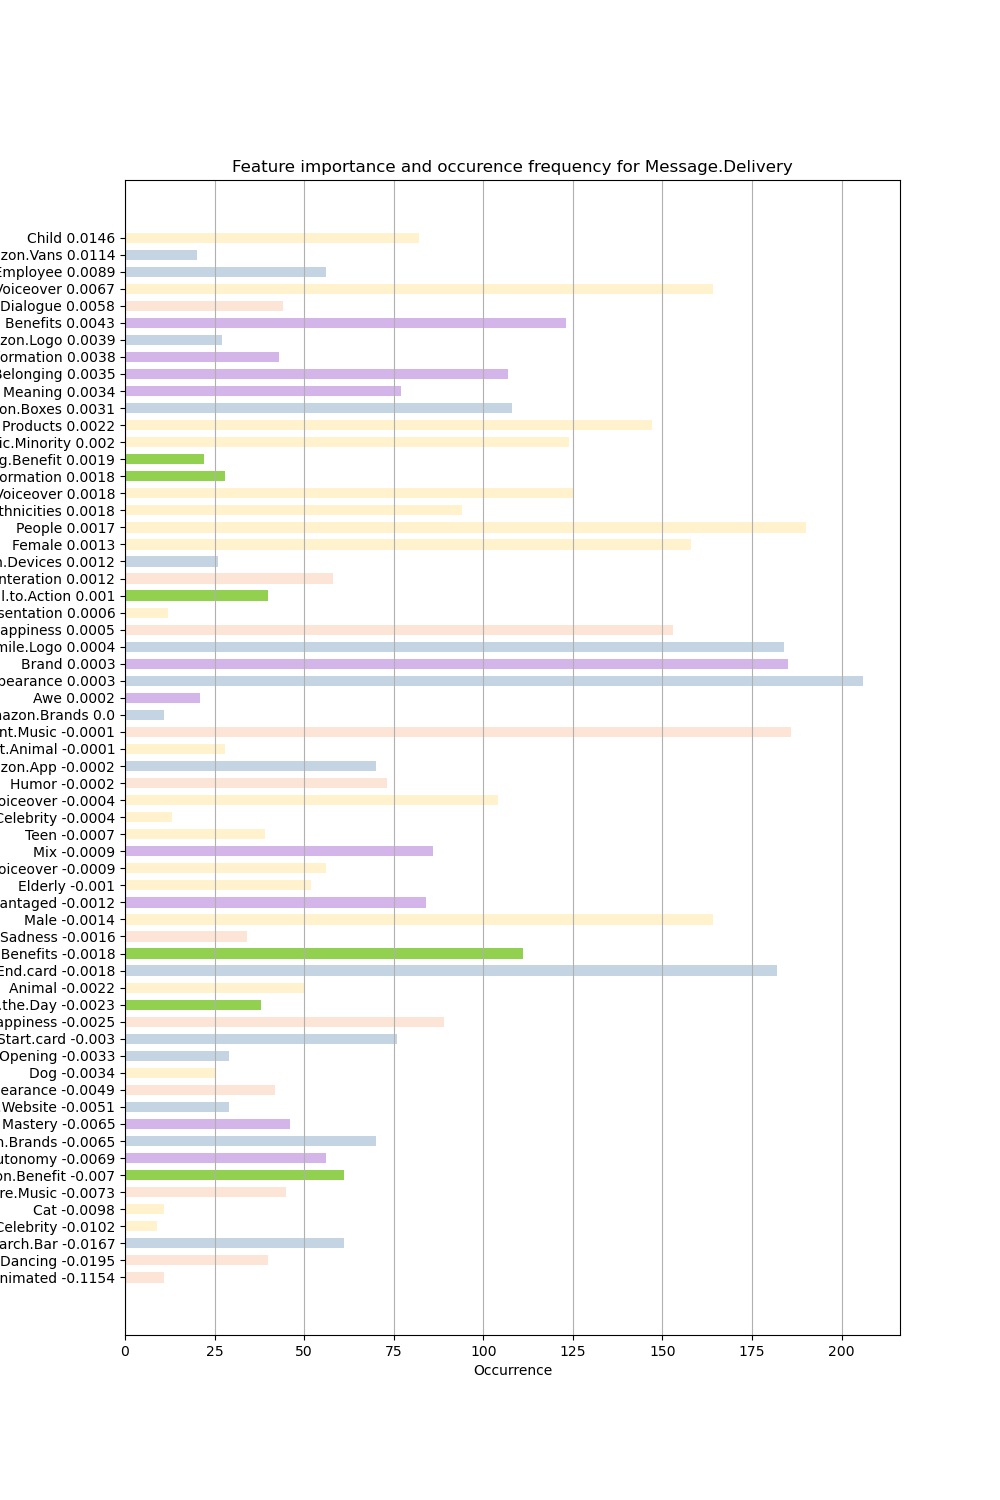 Feature importance and occurence frequency for Message.Delivery
Child 0.0146
zon.Vans 0.0114
Employee 0.0089
Voiceover 0.0067
Dialogue 0.0058
Benefits 0.0043
zon.Logo 0.0039
ormation 0.0038
Belonging 0.0035
Meaning 0.0034
on.Boxes 0.0031
Products 0.0022
ic.Minority 0.002
g.Benefit 0.0019
ormation 0.0018
Voiceover 0.0018
thnicities 0.0018
People 0.0017
Female 0.0013
n.Devices 0.0012
nteration 0.0012
l.to.Action 0.001
sentation 0.0006
appiness 0.0005
mile.Logo 0.0004
Brand 0.0003
pearance 0.0003
Awe 0.0002
azon.Brands 0.0
nt.Music -0.0001
t.Animal -0.0001
zon.App -0.0002
Humor -0.0002
oiceover -0.0004
Celebrity -0.0004
Teen -0.0007
Mix -0.0009
oiceover -0.0009
Elderly -0.001
antaged -0.0012
Male -0.0014
Sadness -0.0016
Benefits -0.0018
End.card -0.0018
Animal -0.0022
.the.Day -0.0023
appiness -0.0025
Start.card -0.003
Opening -0.0033
Dog -0.0034
earance -0.0049
.Website -0.0051
Mastery -0.0065
n.Brands -0.0065
utonomy -0.0069
on.Benefit -0.007
re.Music -0.0073
Cat -0.0098
Celebrity -0.0102
arch.Bar -0.0167
Dancing -0.0195
nimated -0.1154
0 25 50 75 100 125 150 175 200
Occurrence